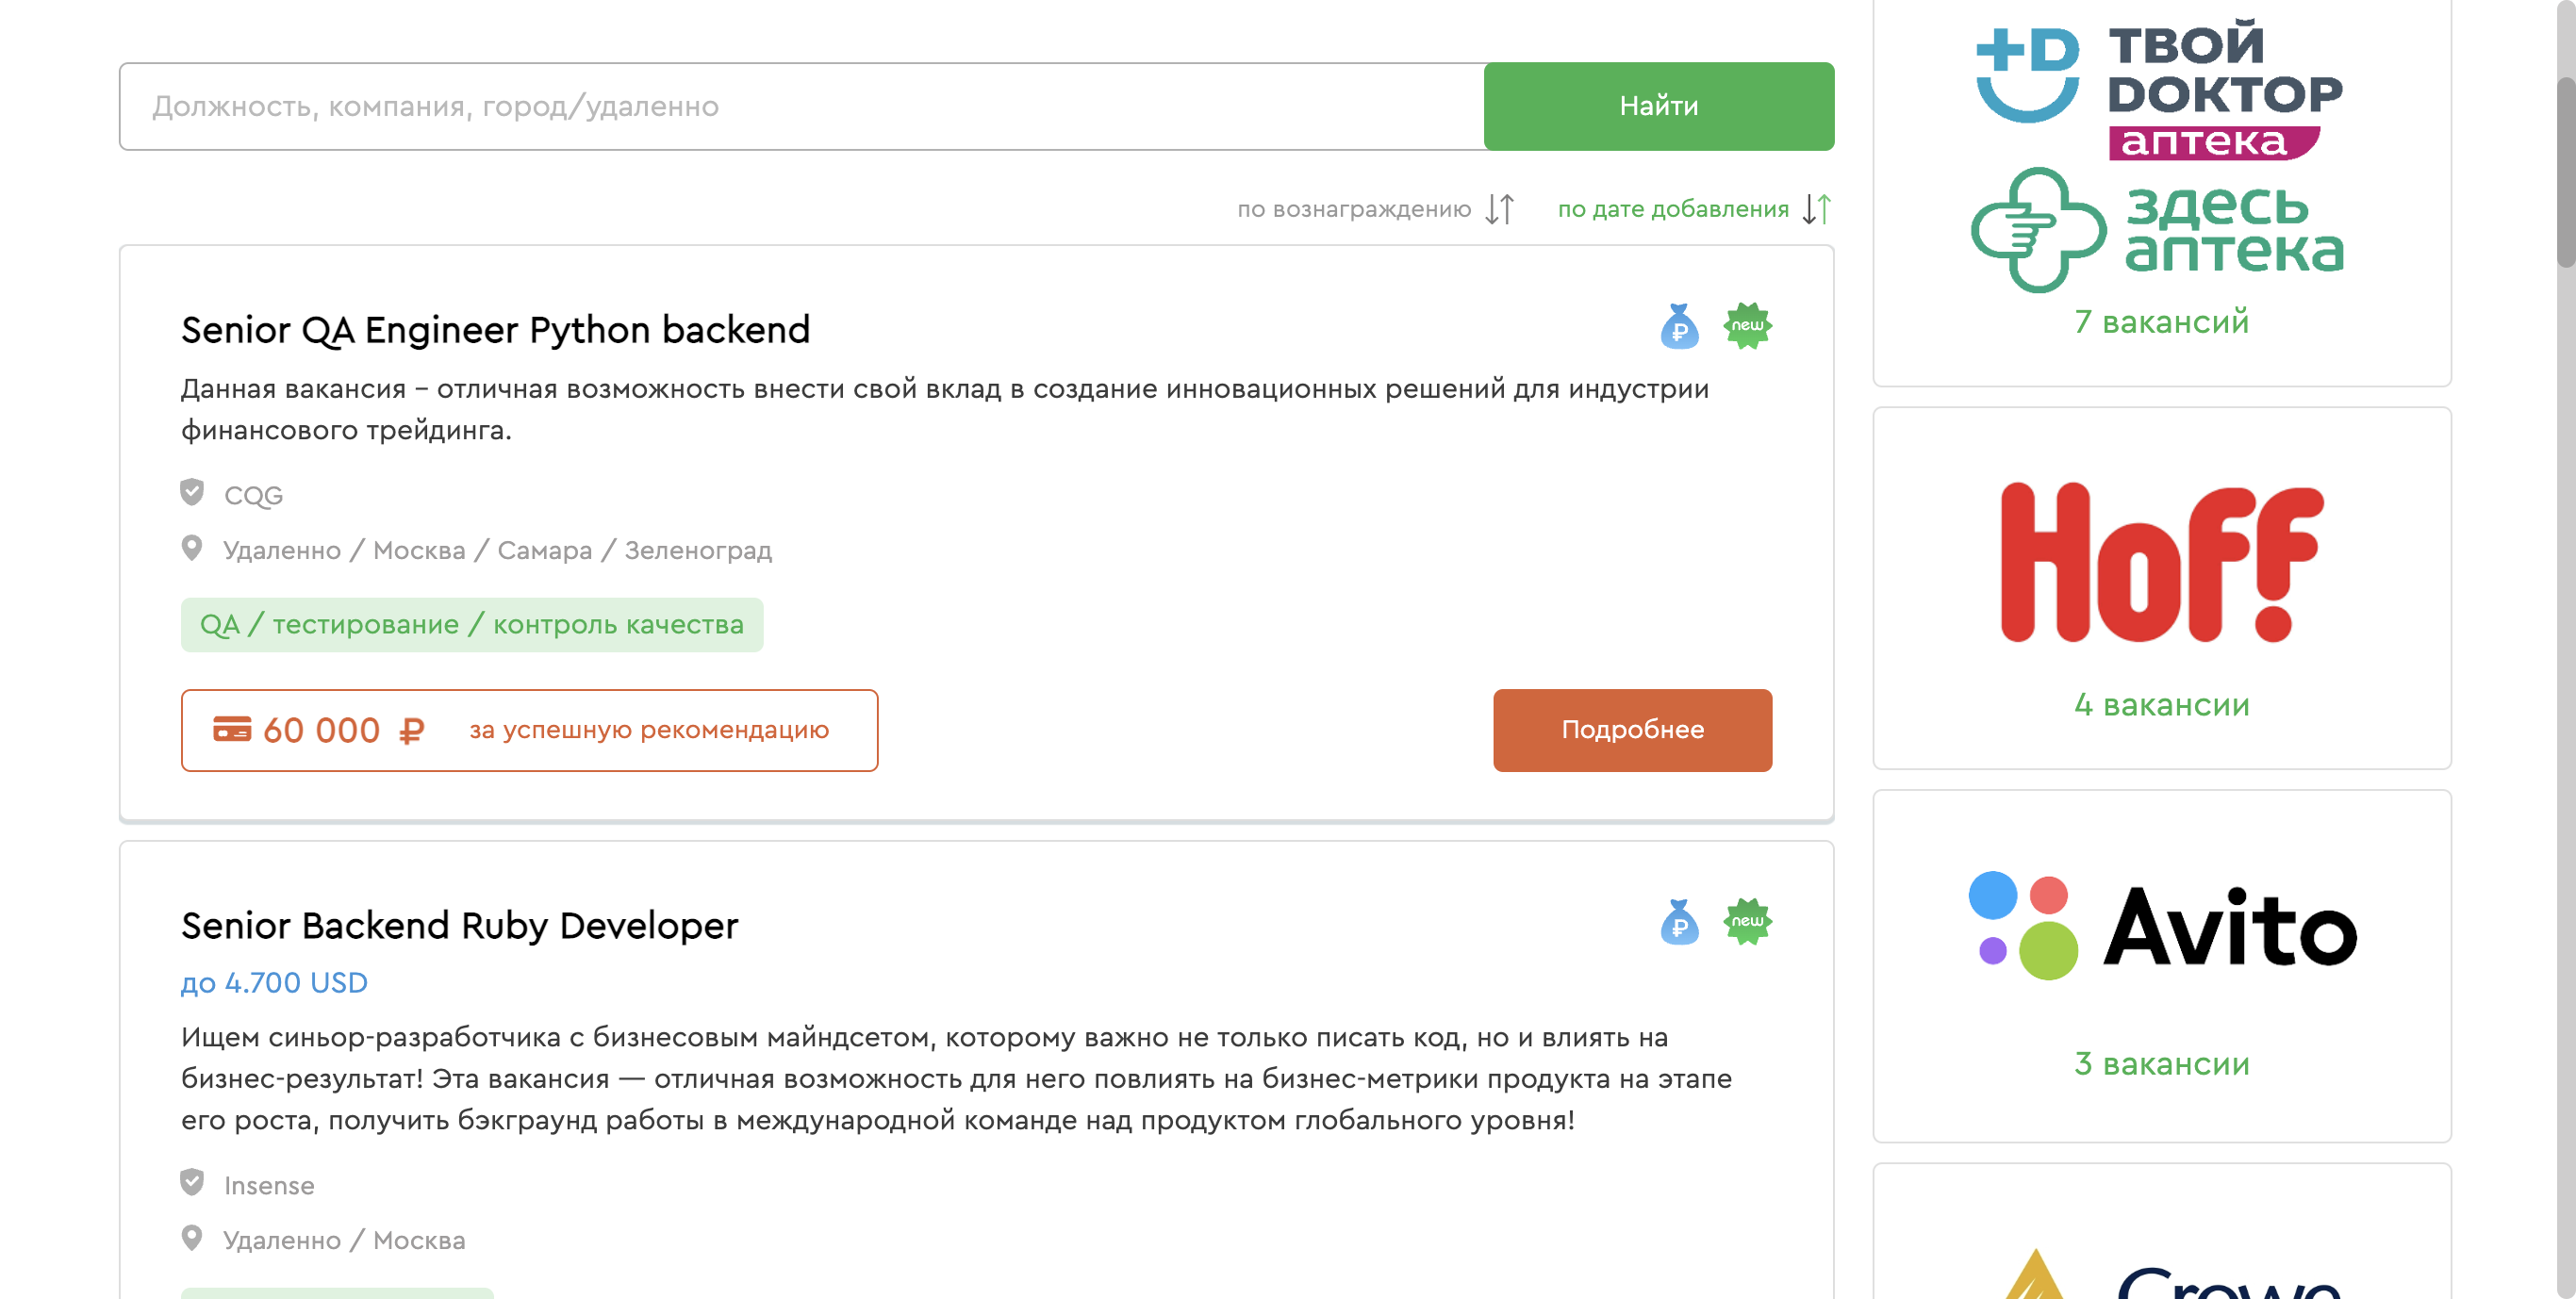 Должность, компания, город/удаленно
Найти
по вознаграждению
по дате добавления
Senior QA Engineer Python backend
new
Данная вакансия – отличная возможность внести свой вклад в создание инновационных решений для индустрии
финансового трейдинга.
CQG
Удаленно / Москва / Самара / Зеленоград
QA / тестирование / контроль качества
60 000 ₽ за успешную рекомендацию
Подробнее
Senior Backend Ruby Developer
new
до 4.700 USD
Ищем синьор-разработчика с бизнесовым майндсетом, которому важно не только писать код, но и влиять на
бизнес-результат! Эта вакансия — отличная возможность для него повлиять на бизнес-метрики продукта на этапе
его роста, получить бэкграунд работы в международной команде над продуктом глобального уровня!
Insense
Удаленно / Москва
+D ТВОЙ
DOКТОР
аптека
здесь
аптека
7 вакансий
Hoff
4 вакансии
Avito
3 вакансии
Crowe